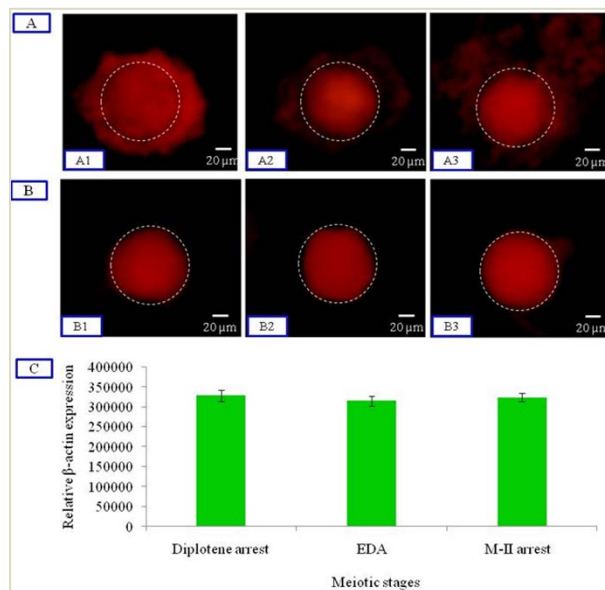 A
20 µm
20 µm
20 µm
A1
A2
A3
B
20 µm
20 µm
20 µm
B1
B2
B3
C
Relative β-actin expression
400000
350000
300000
250000
200000
150000
100000
50000
0
Diplotene arrest EDA M-II arrest
Meiotic stages